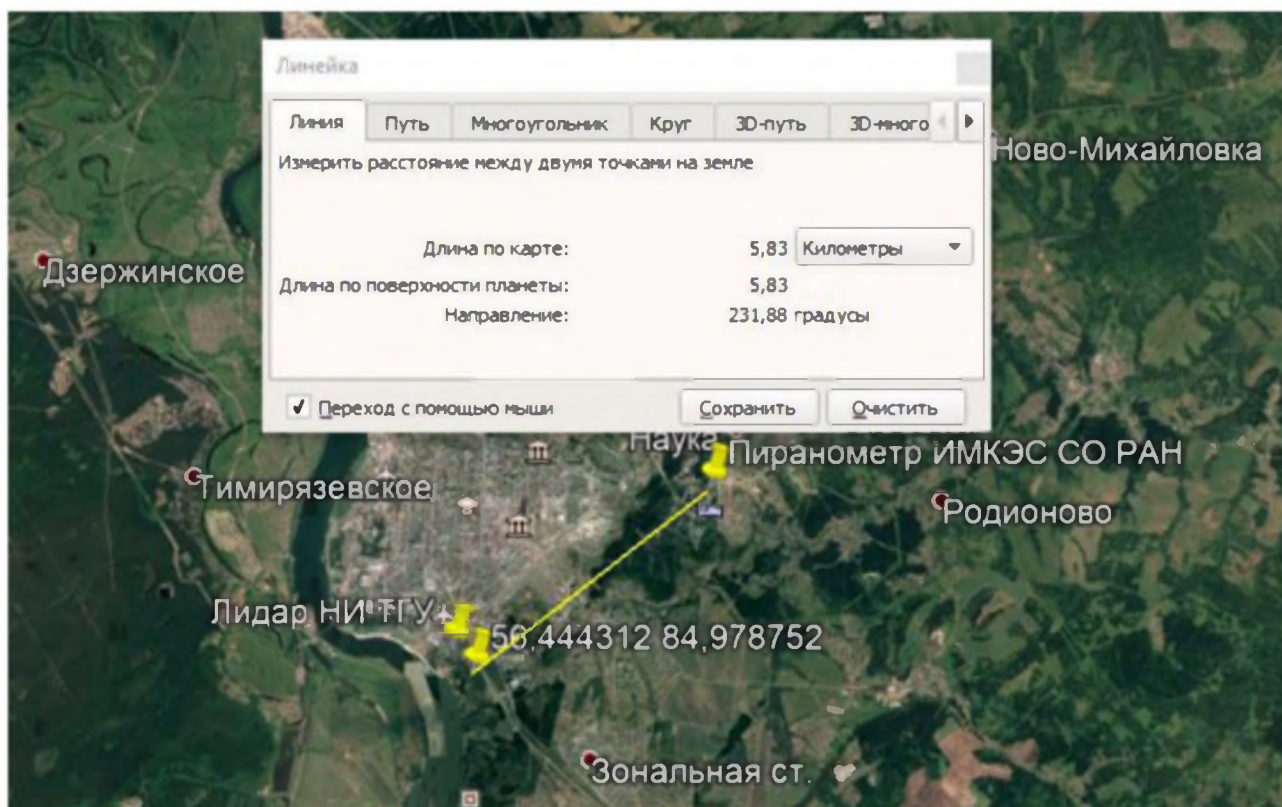 Линейка
Линия Путь Многоугольник Круг 3D-путь 3D-много
Измерить расстояние между двумя точками на земле
Длина по карте: 5,83 Километры
Длина по поверхности планеты: 5,83
Направление: 231,88 градусы
Переход с помощью мыши Сохранить Очистить
Ново-Михайловка
Дзержинское
Наука
Пиранометр ИМКЭС СО РАН
Тимирязевское
Родионово
Лидар НИ ТГУ
56,444312 84,978752
Зональная ст.